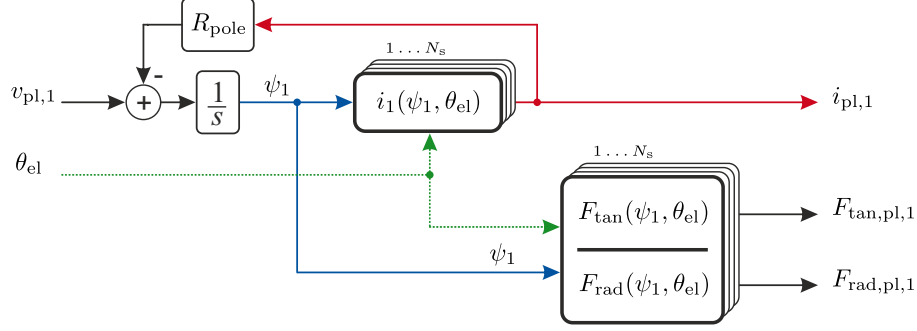 R_pole
1 … N_s
-
v_pl,1
+
1/s
ψ_1
i_1(ψ_1, θ_el)
i_pl,1
θ_el
1 … N_s
F_tan(ψ_1, θ_el)
F_tan,pl,1
ψ_1
F_rad(ψ_1, θ_el)
F_rad,pl,1